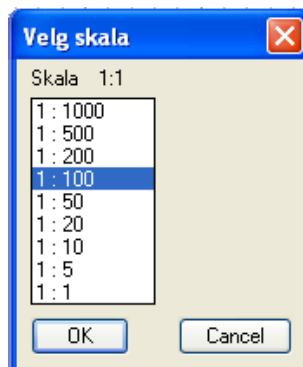 Velg skala
Skala 1:1
1 : 1000
1 : 500
1 : 200
1 : 100
1 : 50
1 : 20
1 : 10
1 : 5
1 : 1
OK Cancel